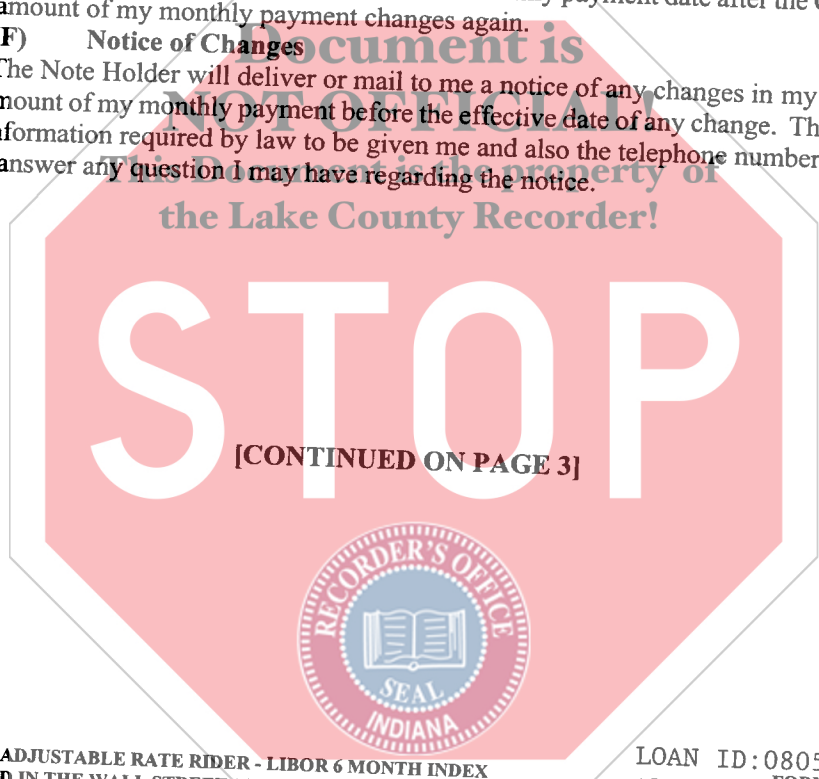 amount of my monthly payment changes again.
F) Notice of Changes
The Note Holder will deliver or mail to me a notice of any changes in my
mount of my monthly payment before the effective date of any change. Th
nformation required by law to be given me and also the telephone number
answer any question I may have regarding the notice.
Document is
NOT OFFICIAL!
This Document is the property of
the Lake County Recorder!
STOP
[CONTINUED ON PAGE 3]
RECORDER'S OFFICE
SEAL
INDIANA
ADJUSTABLE RATE RIDER - LIBOR 6 MONTH INDEX
LOAN ID:0805